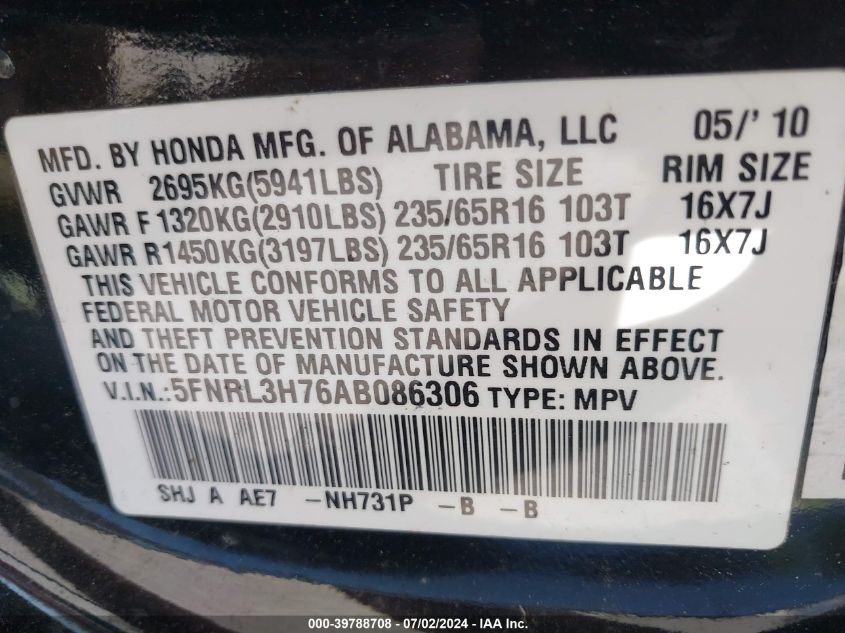 MFD. BY HONDA MFG. OF ALABAMA, LLC 05/' 10
GVWR 2695KG(5941LBS) TIRE SIZE RIM SIZE
GAWR F 1320KG(2910LBS) 235/65R16 103T 16X7J
GAWR R1450KG(3197LBS) 235/65R16 103T 16X7J
THIS VEHICLE CONFORMS TO ALL APPLICABLE
FEDERAL MOTOR VEHICLE SAFETY
AND THEFT PREVENTION STANDARDS IN EFFECT
ON THE DATE OF MANUFACTURE SHOWN ABOVE.
V.I.N.: 5FNRL3H76AB086306 TYPE: MPV
SHJ A AE7 -NH731P -B -B
000-39788708 - 07/02/2024 - IAAI Inc.